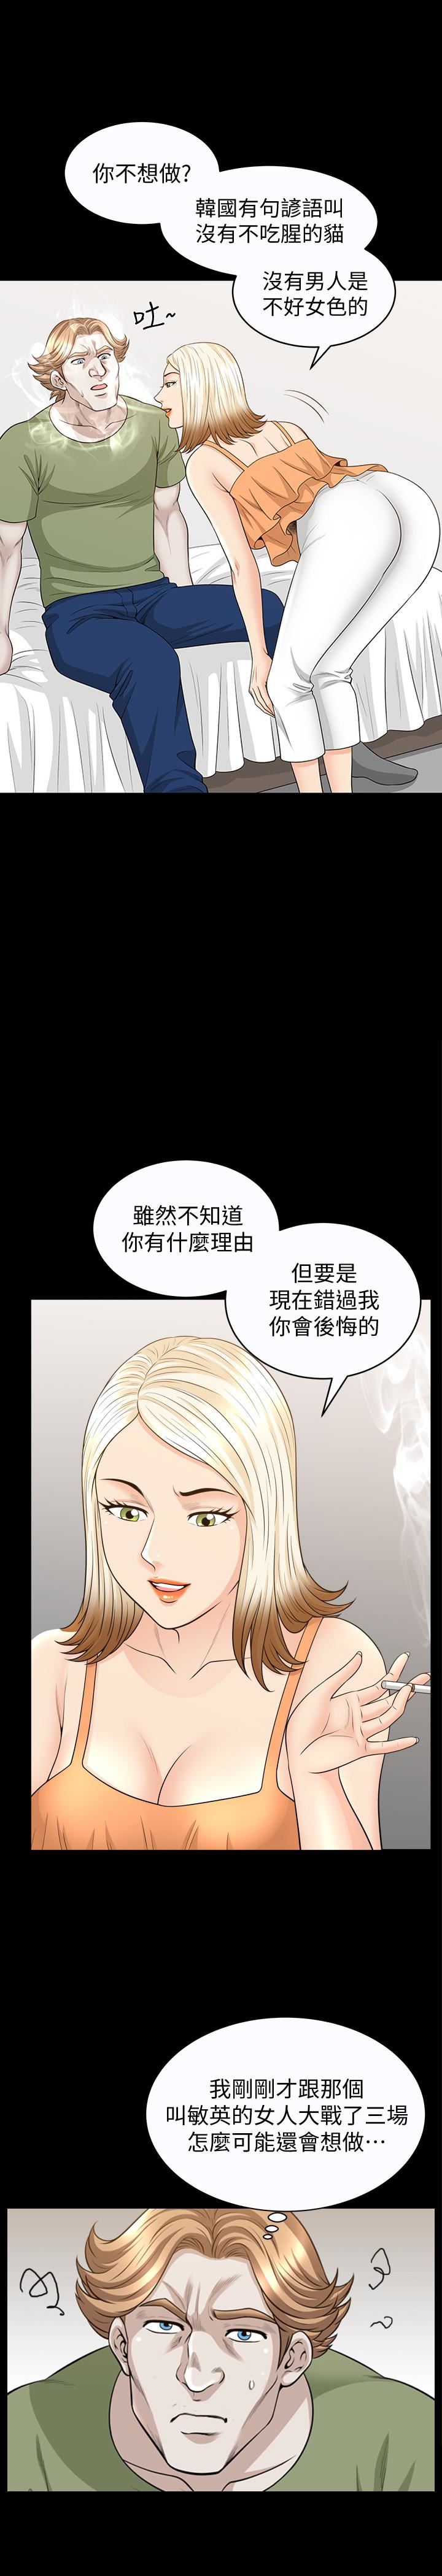 你不想做?
韓國有句諺語叫
沒有不吃腥的貓
沒有男人是
不好女色的
吐~
雖然不知道
你有什麼理由
但要是
現在錯過我
你會後悔的
我剛剛才跟那個
叫敏英的女人大戰了三場
怎麼可能還會想做…